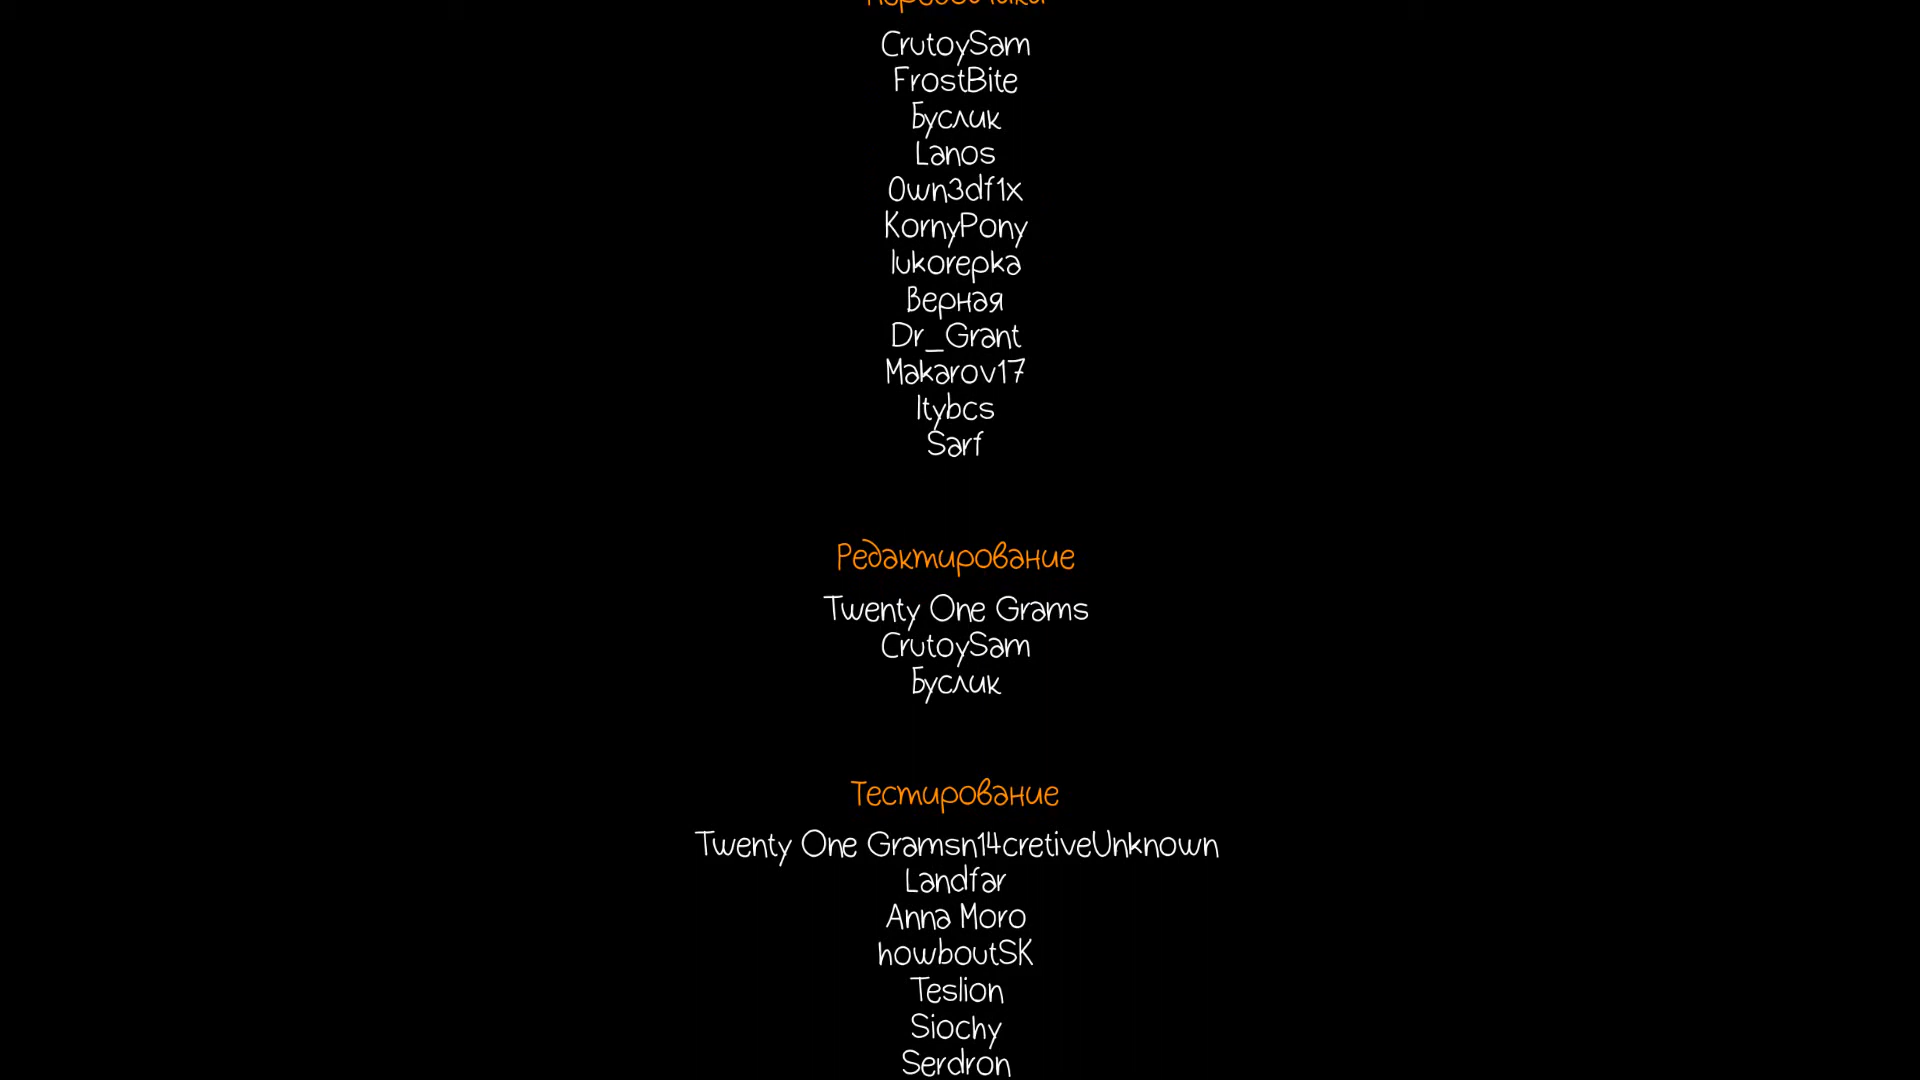 CrutoySam
FrostBite
Буслик
Lanos
0wn3df1x
KornyPony
lukorepka
Верная
Dr_Grant
Makarov17
ltybcs
Sarf
Редактирование
Twenty One Grams
CrutoySam
Буслик
Тестирование
Twenty One Gramsn14cretiveUnknown
Landfar
Anna Moro
howboutSK
Teslion
Siochy
Serdron